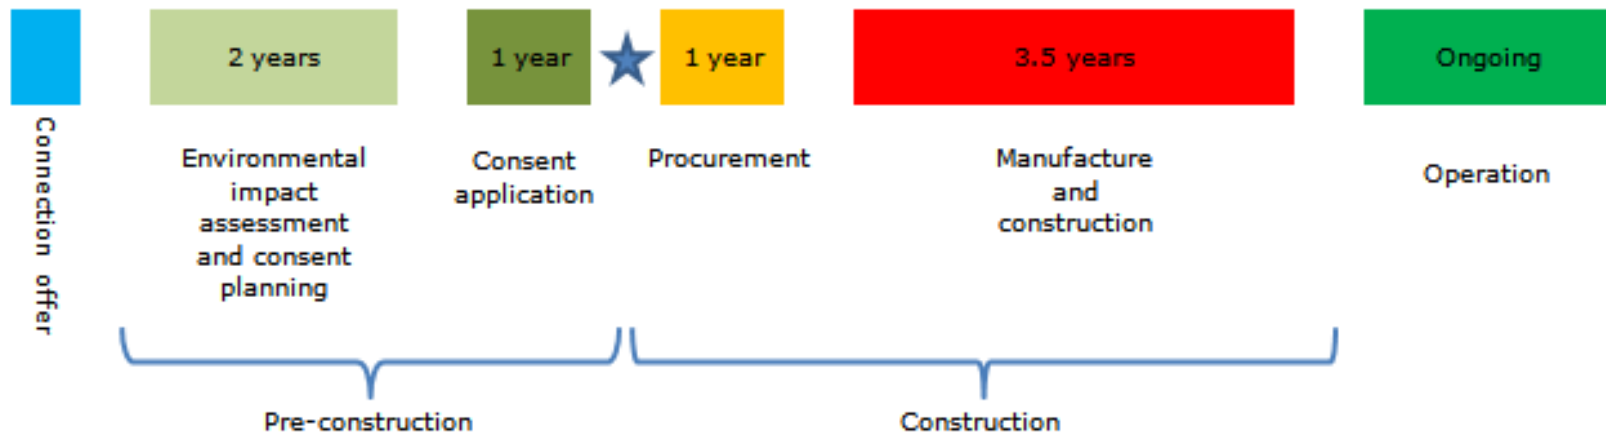 2 years
1 year
1 year
3.5 years
Ongoing
Connection offer
Environmental
impact
assessment
and consent
planning
Consent
application
Procurement
Manufacture
and
construction
Operation
Pre-construction
Construction